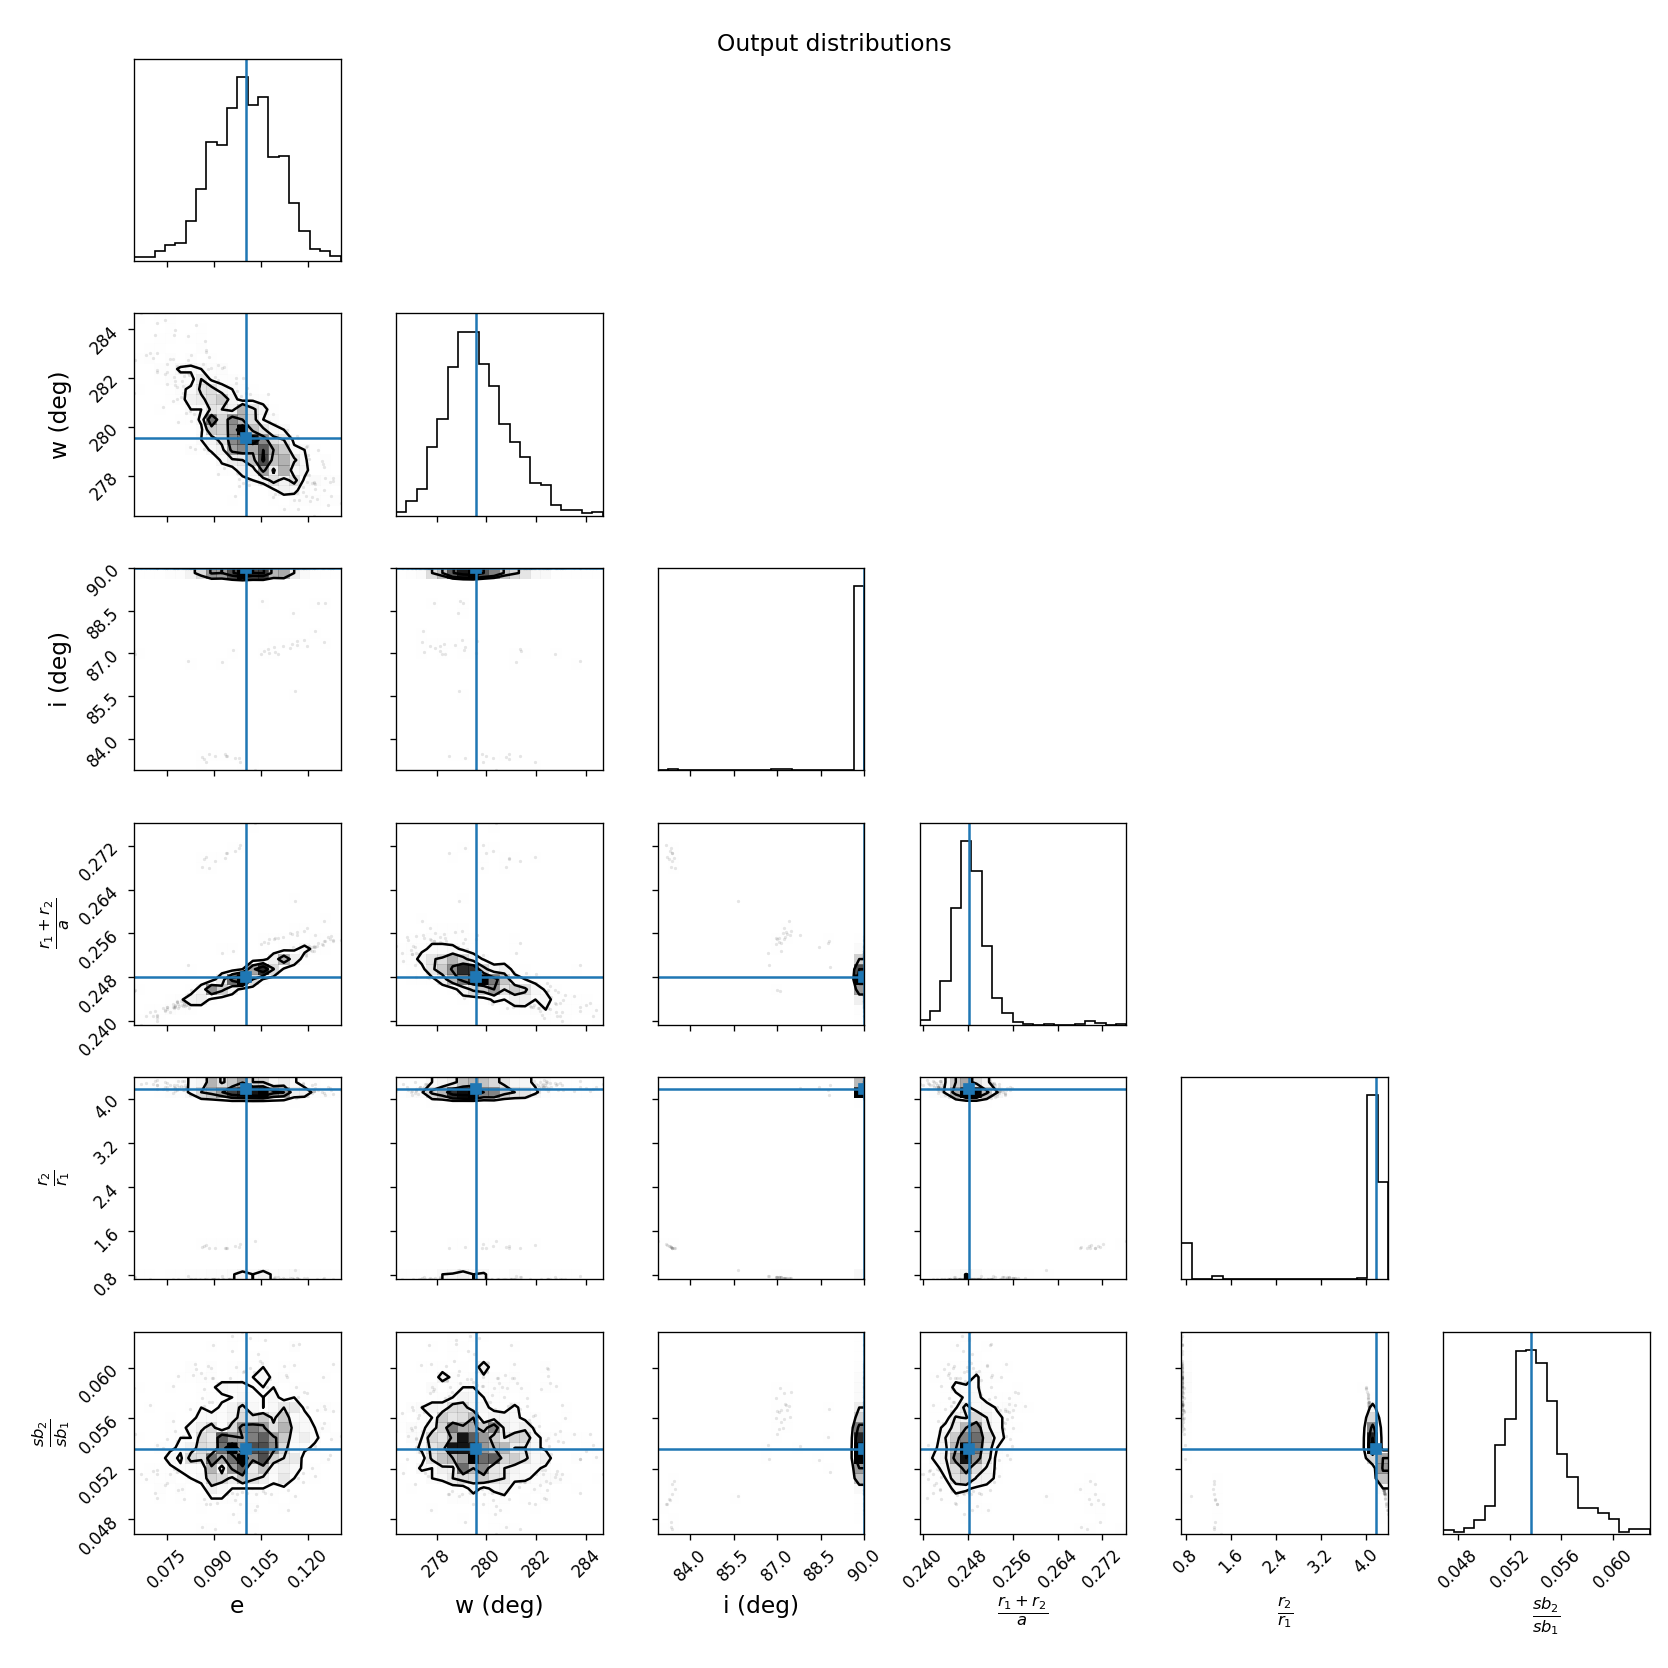 Output distributions
w (deg)
284
282
280
278
i (deg)
90.0
88.5
87.0
85.5
84.0
r₁ + r₂
a
0.272
0.264
0.256
0.248
0.240
r₂
r₁
4.0
3.2
2.4
1.6
0.8
sb₂
sb₁
0.060
0.056
0.052
0.048
0.075 0.090 0.105 0.120 278 280 282 284 84.0 85.5 87.0 88.5 90.0 0.240 0.248 0.256 0.264 0.272 0.8 1.6 2.4 3.2 4.0 0.048 0.052 0.056 0.060
e w (deg) i (deg)
r₁ + r₂
a
r₂
r₁
sb₂
sb₁